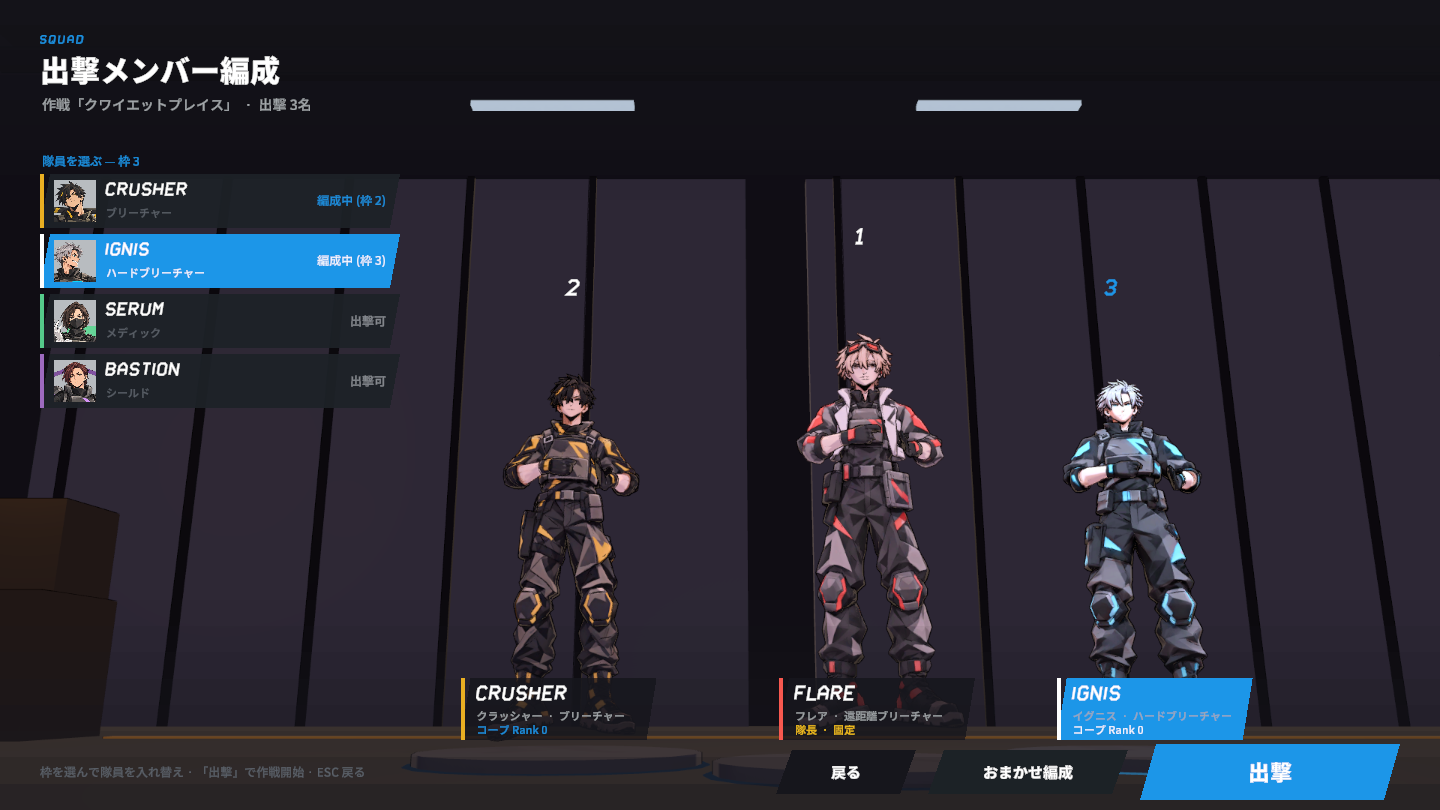 SQUAD
出撃メンバー編成
作戦「クワイエットプレイス」 · 出撃 3名
隊員を選ぶ — 枠 3
CRUSHER
ブリーチャー
編成中 (枠 2)
IGNIS
ハードブリーチャー
編成中 (枠 3)
SERUM
メディック
出撃可
BASTION
シールド
出撃可
1
2
3
CRUSHER
クラッシャー · ブリーチャー
コープ Rank 0
FLARE
フレア · 遠距離ブリーチャー
隊長 · 固定
IGNIS
イグニス · ハードブリーチャー
コープ Rank 0
枠を選んで隊員を入れ替え ·「出撃」で作戦開始 · ESC 戻る
戻る
おまかせ編成
出撃